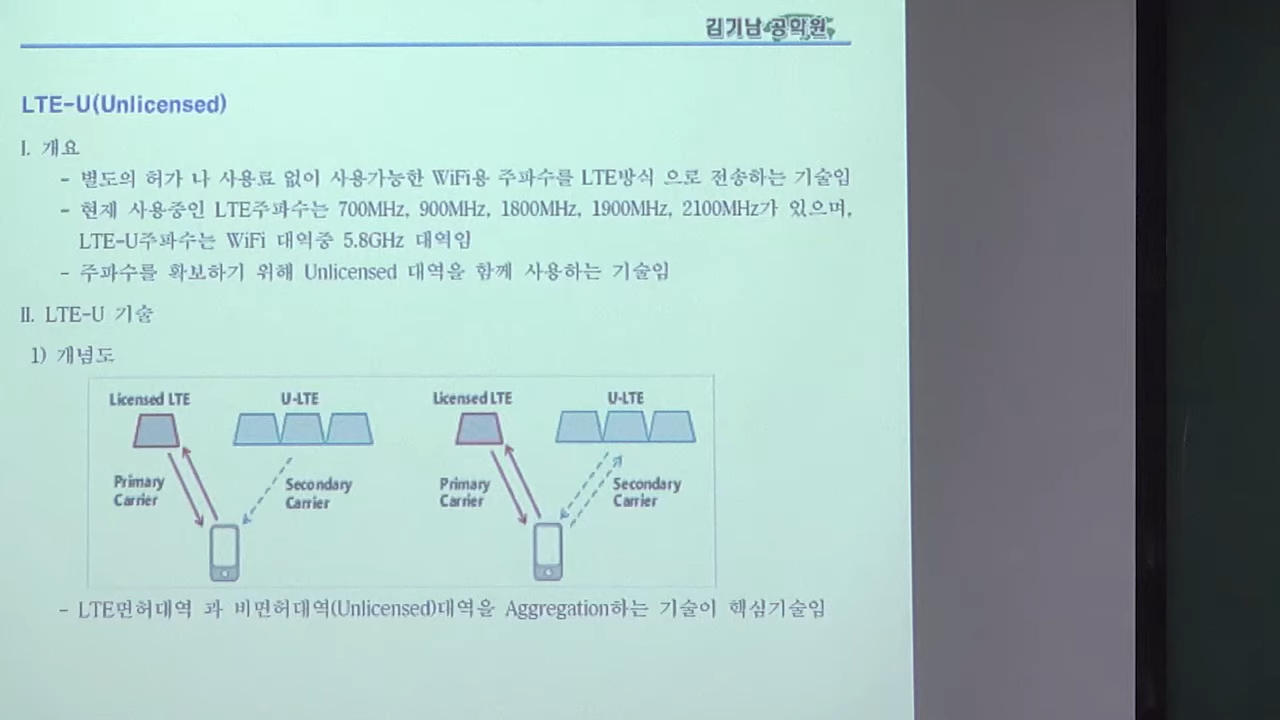 김기남 공학원
LTE-U(Unlicensed)
I. 개요
- 별도의 허가 나 사용료 없이 사용가능한 WiFi용 주파수를 LTE방식 으로 전송하는 기술임
- 현재 사용중인 LTE주파수는 700MHz, 900MHz, 1800MHz, 1900MHz, 2100MHz가 있으며,
LTE-U주파수는 WiFi 대역중 5.8GHz 대역임
- 주파수를 확보하기 위해 Unlicensed 대역을 함께 사용하는 기술임
II. LTE-U 기술
1) 개념도
Licensed LTE U-LTE Licensed LTE U-LTE
Primary Secondary Primary Secondary
Carrier Carrier Carrier Carrier
- LTE면허대역 과 비면허대역(Unlicensed)대역을 Aggregation하는 기술이 핵심기술임